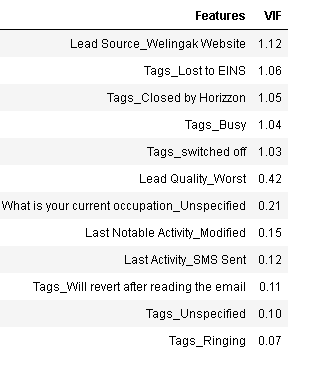 Features VIF
Lead Source_Welingak Website 1.12
Tags_Lost to EINS 1.06
Tags_Closed by Horizzon 1.05
Tags_Busy 1.04
Tags_switched off 1.03
Lead Quality_Worst 0.42
What is your current occupation_Unspecified 0.21
Last Notable Activity_Modified 0.15
Last Activity_SMS Sent 0.12
Tags_Will revert after reading the email 0.11
Tags_Unspecified 0.10
Tags_Ringing 0.07